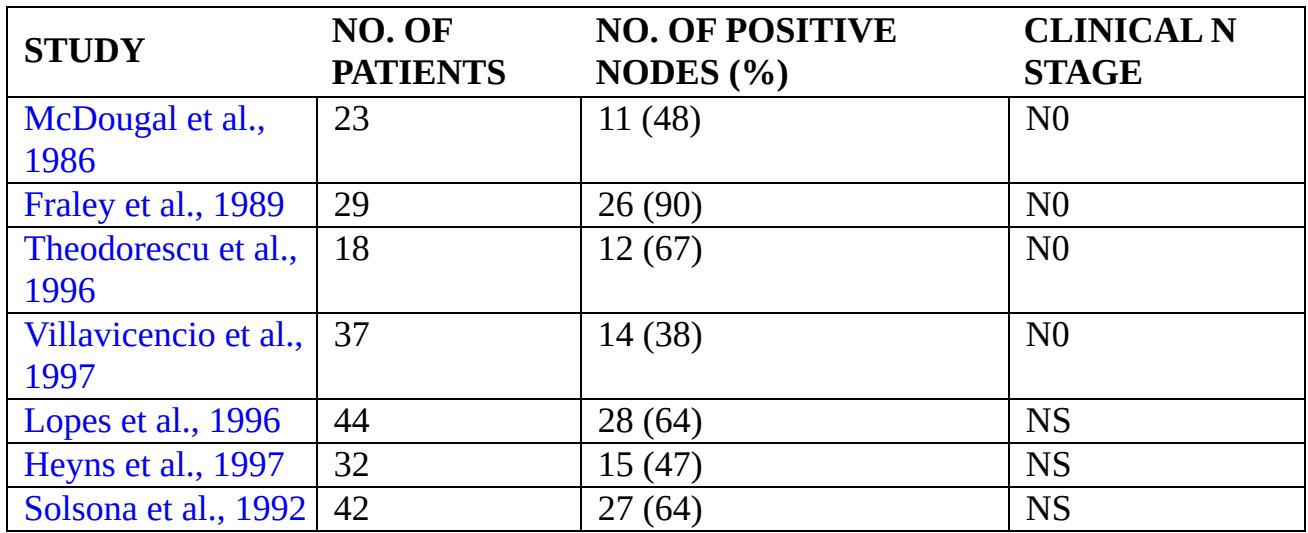 STUDY
NO. OF
PATIENTS
NO. OF POSITIVE
NODES (%)
CLINICAL N
STAGE
McDougal et al.,
1986
23
11 (48)
N0
Fraley et al., 1989
29
26 (90)
N0
Theodorescu et al.,
1996
18
12 (67)
N0
Villavicencio et al.,
1997
37
14 (38)
N0
Lopes et al., 1996
44
28 (64)
NS
Heyns et al., 1997
32
15 (47)
NS
Solsona et al., 1992
42
27 (64)
NS